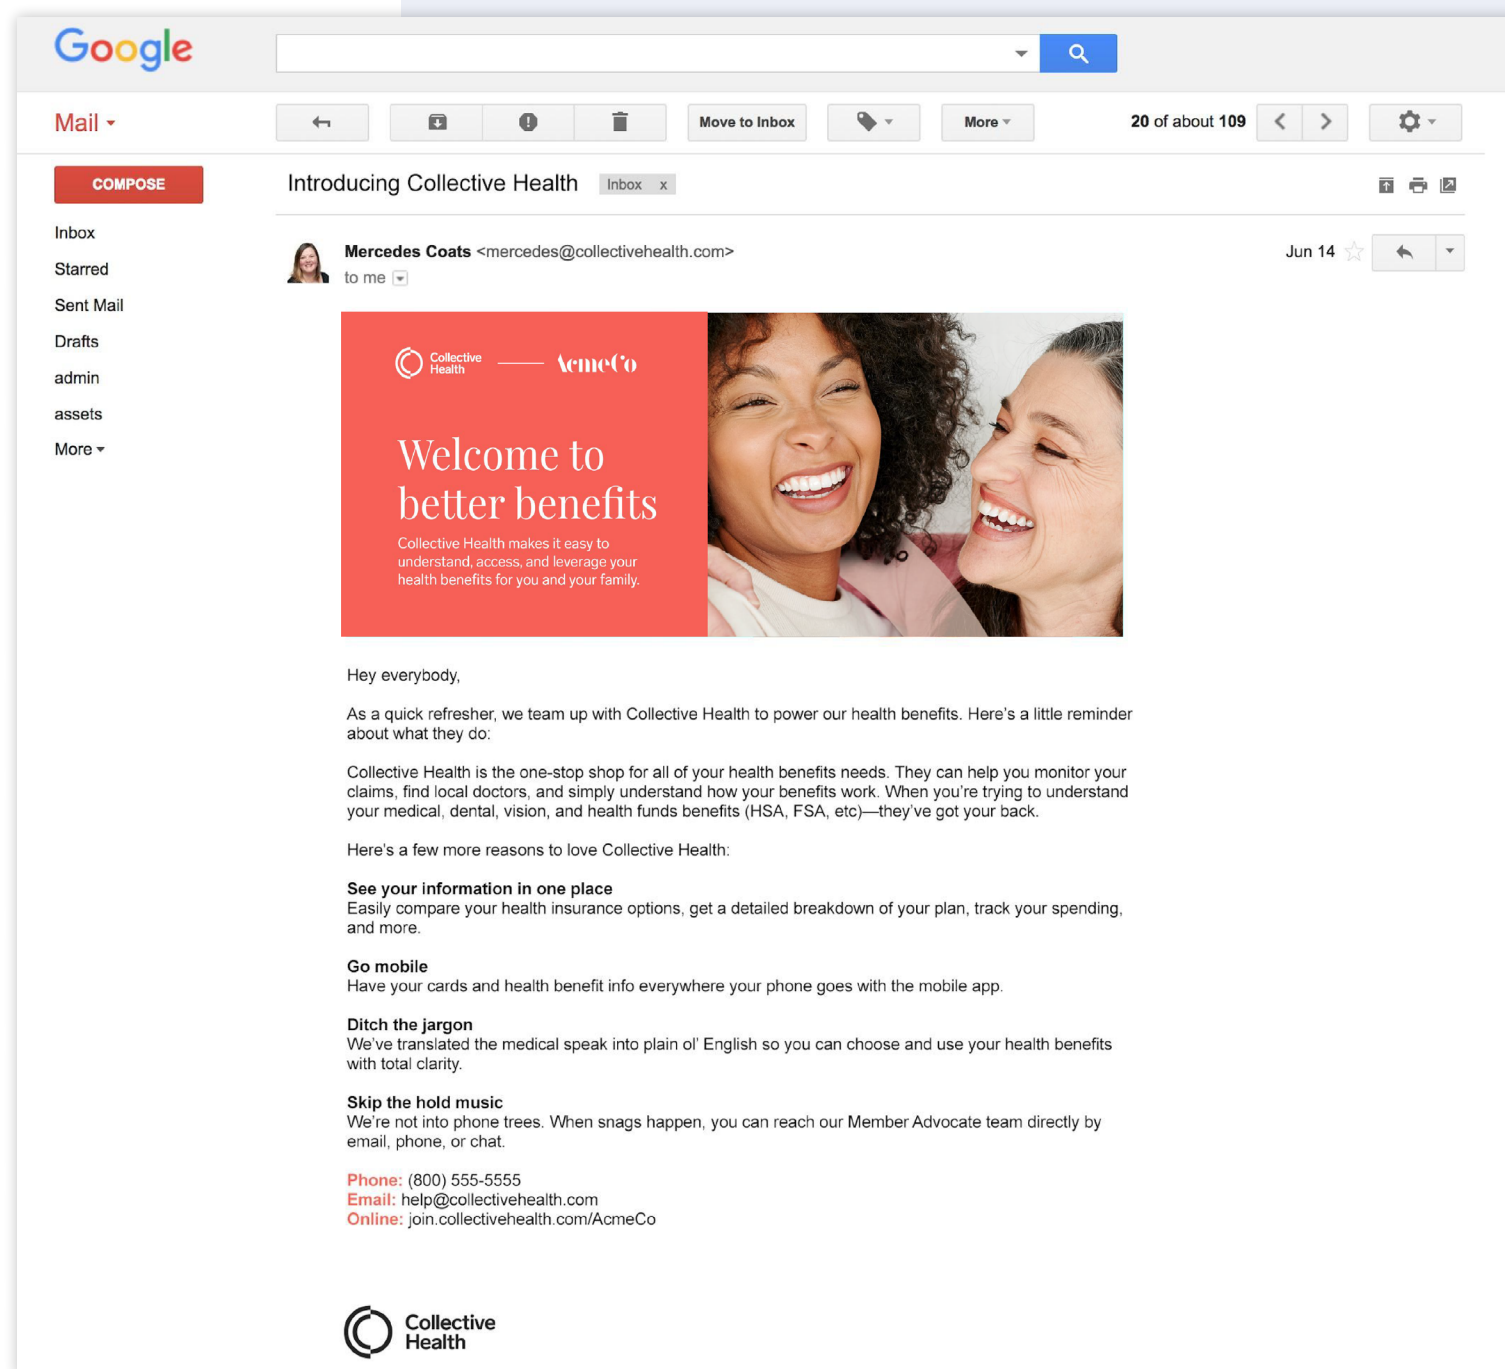 Google
Mail
Move to Inbox
More
20 of about 109
COMPOSE
Introducing Collective Health
Inbox x
Inbox
Starred
Sent Mail
Drafts
admin
assets
More
Mercedes Coats <mercedes@collectivehealth.com>
Jun 14
to me
Collective
Health
AcmeCo
Welcome to
better benefits
Collective Health makes it easy to
understand, access, and leverage your
health benefits for you and your family.
Hey everybody,
As a quick refresher, we team up with Collective Health to power our health benefits. Here's a little reminder
about what they do:
Collective Health is the one-stop shop for all of your health benefits needs. They can help you monitor your
claims, find local doctors, and simply understand how your benefits work. When you're trying to understand
your medical, dental, vision, and health funds benefits (HSA, FSA, etc)—they've got your back.
Here's a few more reasons to love Collective Health:
See your information in one place
Easily compare your health insurance options, get a detailed breakdown of your plan, track your spending,
and more.
Go mobile
Have your cards and health benefit info everywhere your phone goes with the mobile app.
Ditch the jargon
We've translated the medical speak into plain ol' English so you can choose and use your health benefits
with total clarity.
Skip the hold music
We're not into phone trees. When snags happen, you can reach our Member Advocate team directly by
email, phone, or chat.
Phone: (800) 555-5555
Email: help@collectivehealth.com
Online: join.collectivehealth.com/AcmeCo
Collective
Health